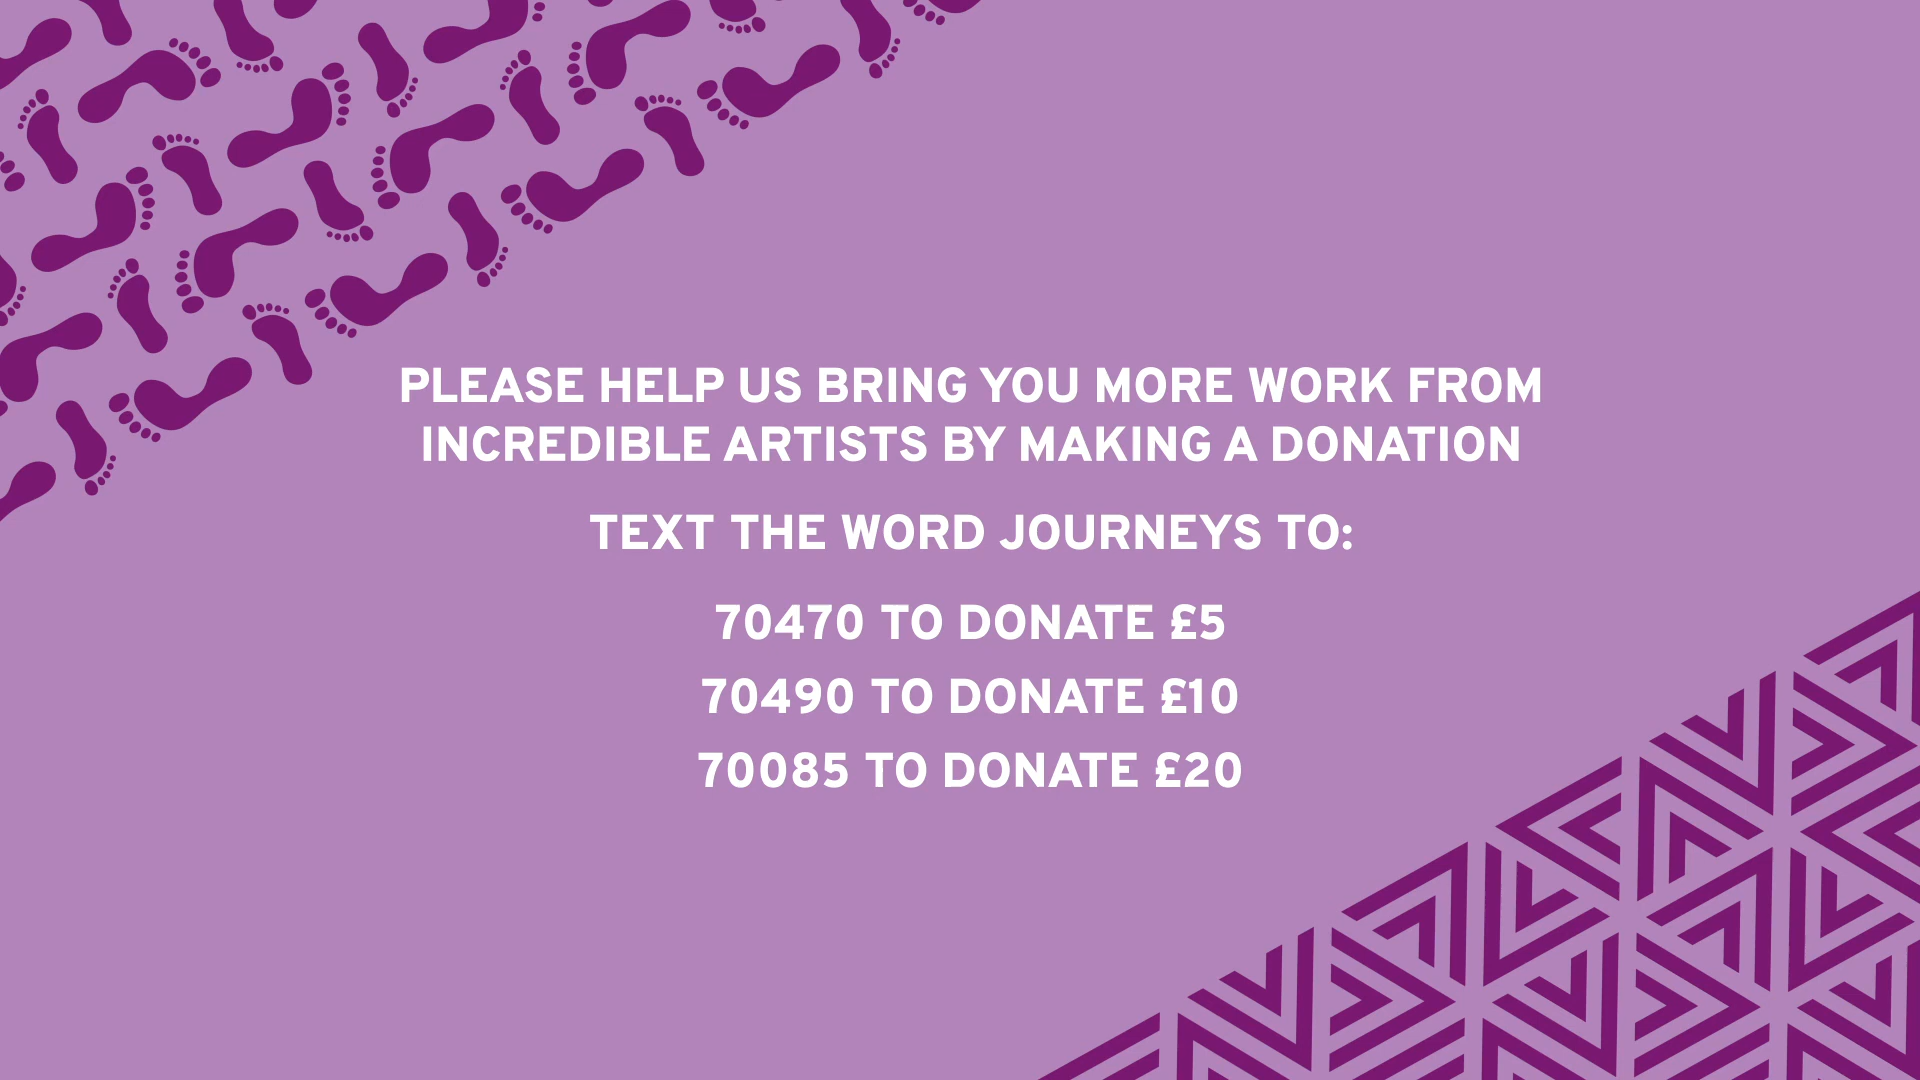 PLEASE HELP US BRING YOU MORE WORK FROM
INCREDIBLE ARTISTS BY MAKING A DONATION
TEXT THE WORD JOURNEYS TO:
70470 TO DONATE £5
70490 TO DONATE £10
70085 TO DONATE £20